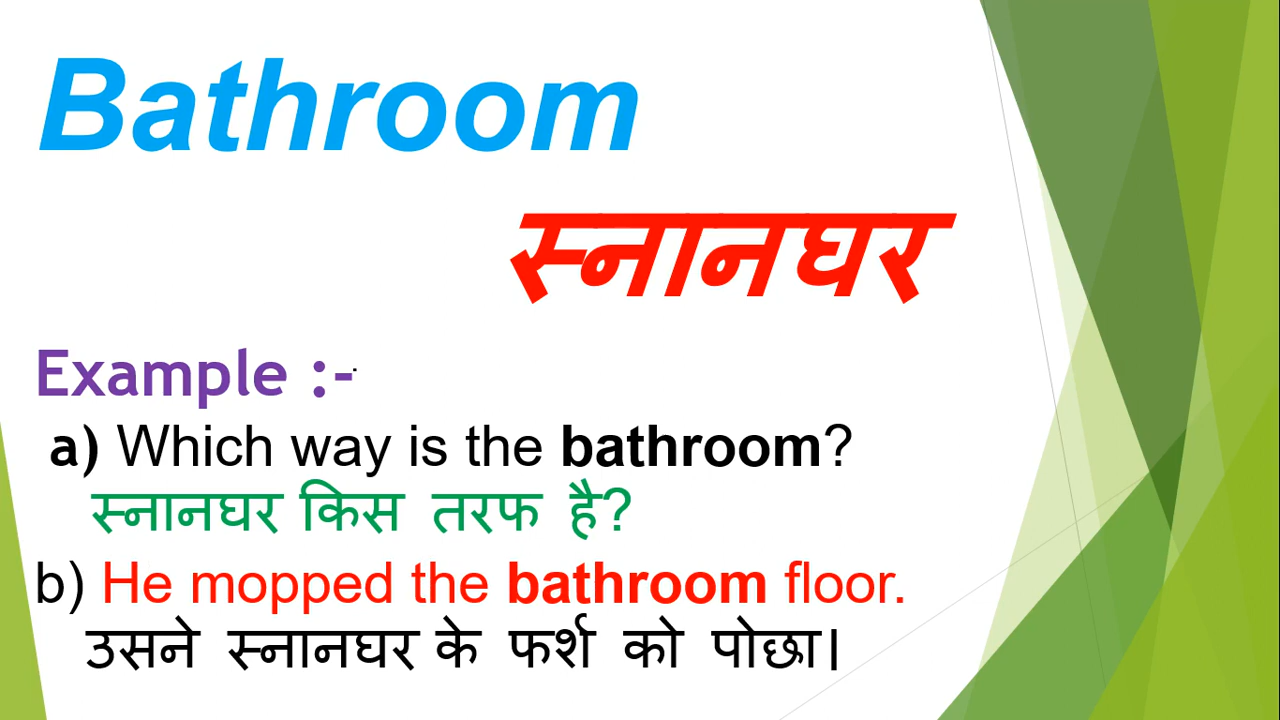 Bathroom
स्नानघर
Example :-
a) Which way is the bathroom?
स्नानघर किस तरफ है?
b) He mopped the bathroom floor.
उसने स्नानघर के फर्श को पोछा।